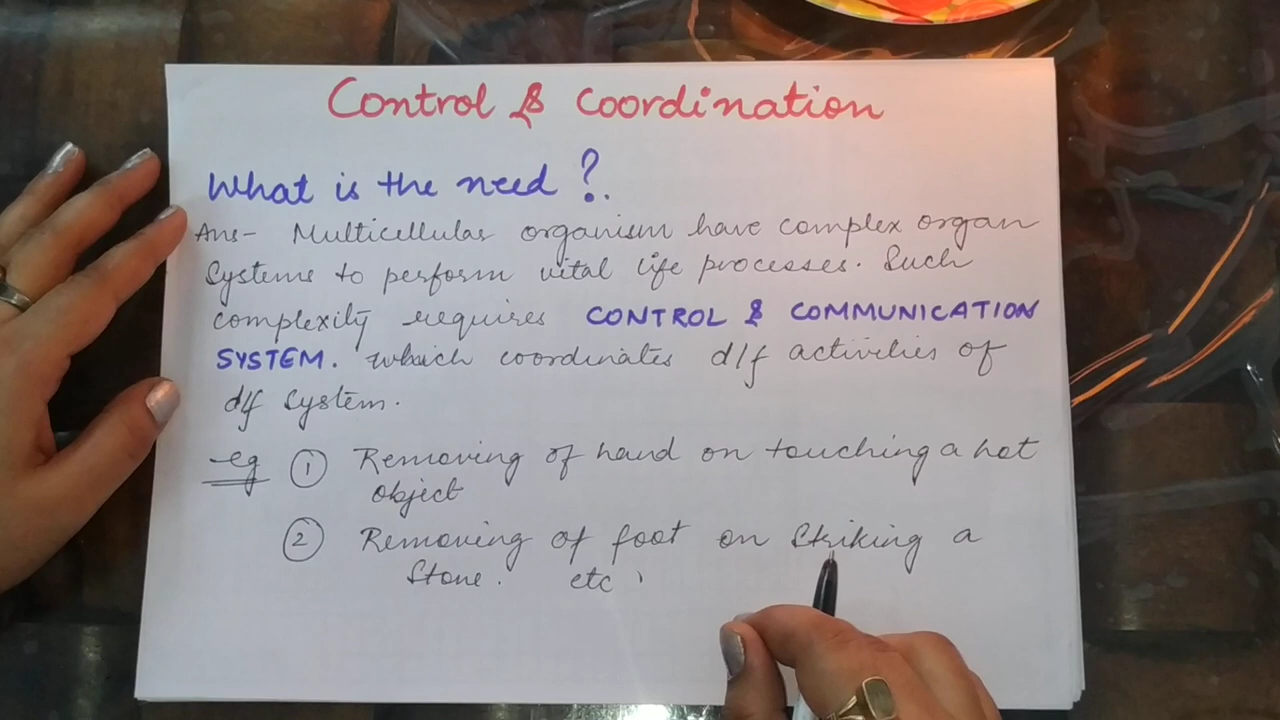 Control & Coordination
What is the need ?.
Ans- Multicellular organism have complex organ
Systems to perform vital life processes. Such
complexity requires CONTROL & COMMUNICATION
SYSTEM. which coordinates d/f activities of
d/f system.
eg ① Removing of hand on touching a hot
object
② Removing of foot on Striking a
Stone. etc